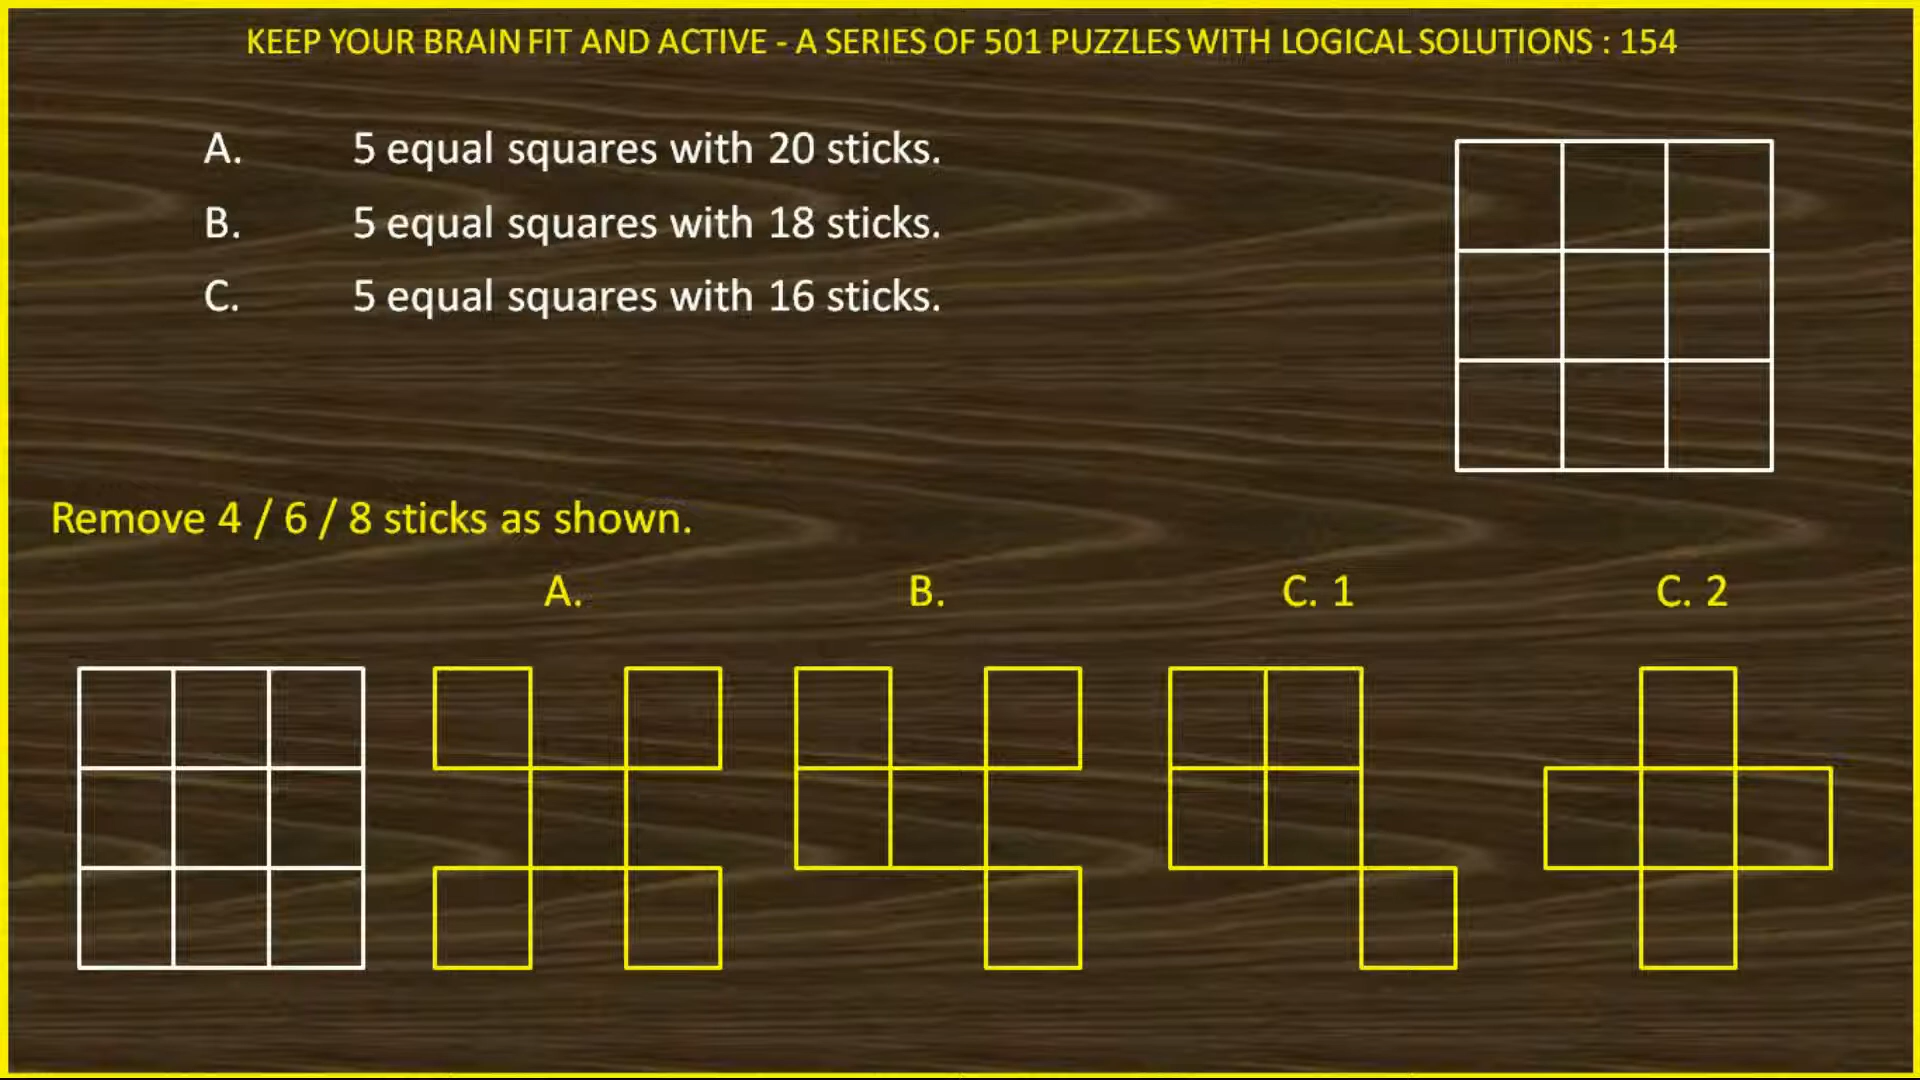 KEEP YOUR BRAIN FIT AND ACTIVE - A SERIES OF 501 PUZZLES WITH LOGICAL SOLUTIONS : 154
A. 5 equal squares with 20 sticks.
B. 5 equal squares with 18 sticks.
C. 5 equal squares with 16 sticks.
Remove 4 / 6 / 8 sticks as shown.
A. B. C. 1 C. 2